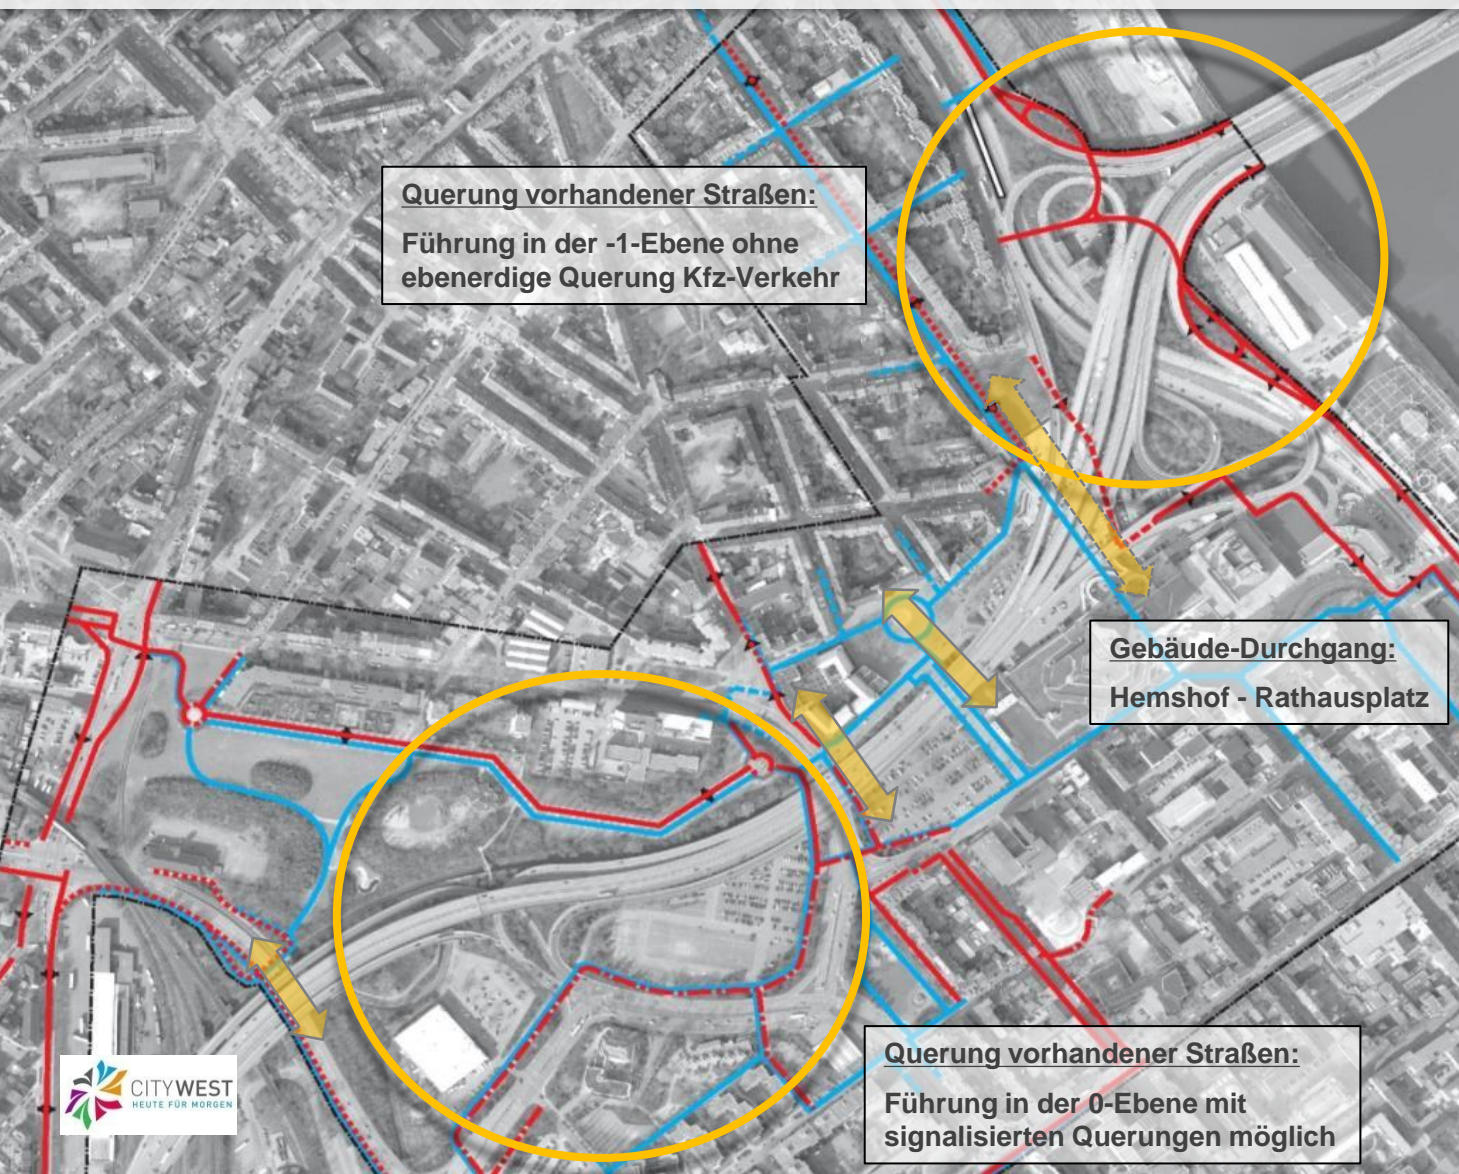 Querung vorhandener Straßen:
Führung in der -1-Ebene ohne
ebenerdige Querung Kfz-Verkehr
Gebäude-Durchgang:
Hemshof - Rathausplatz
Querung vorhandener Straßen:
Führung in der 0-Ebene mit
signalisierten Querungen möglich
CITYWEST
HEUTE FÜR MORGEN